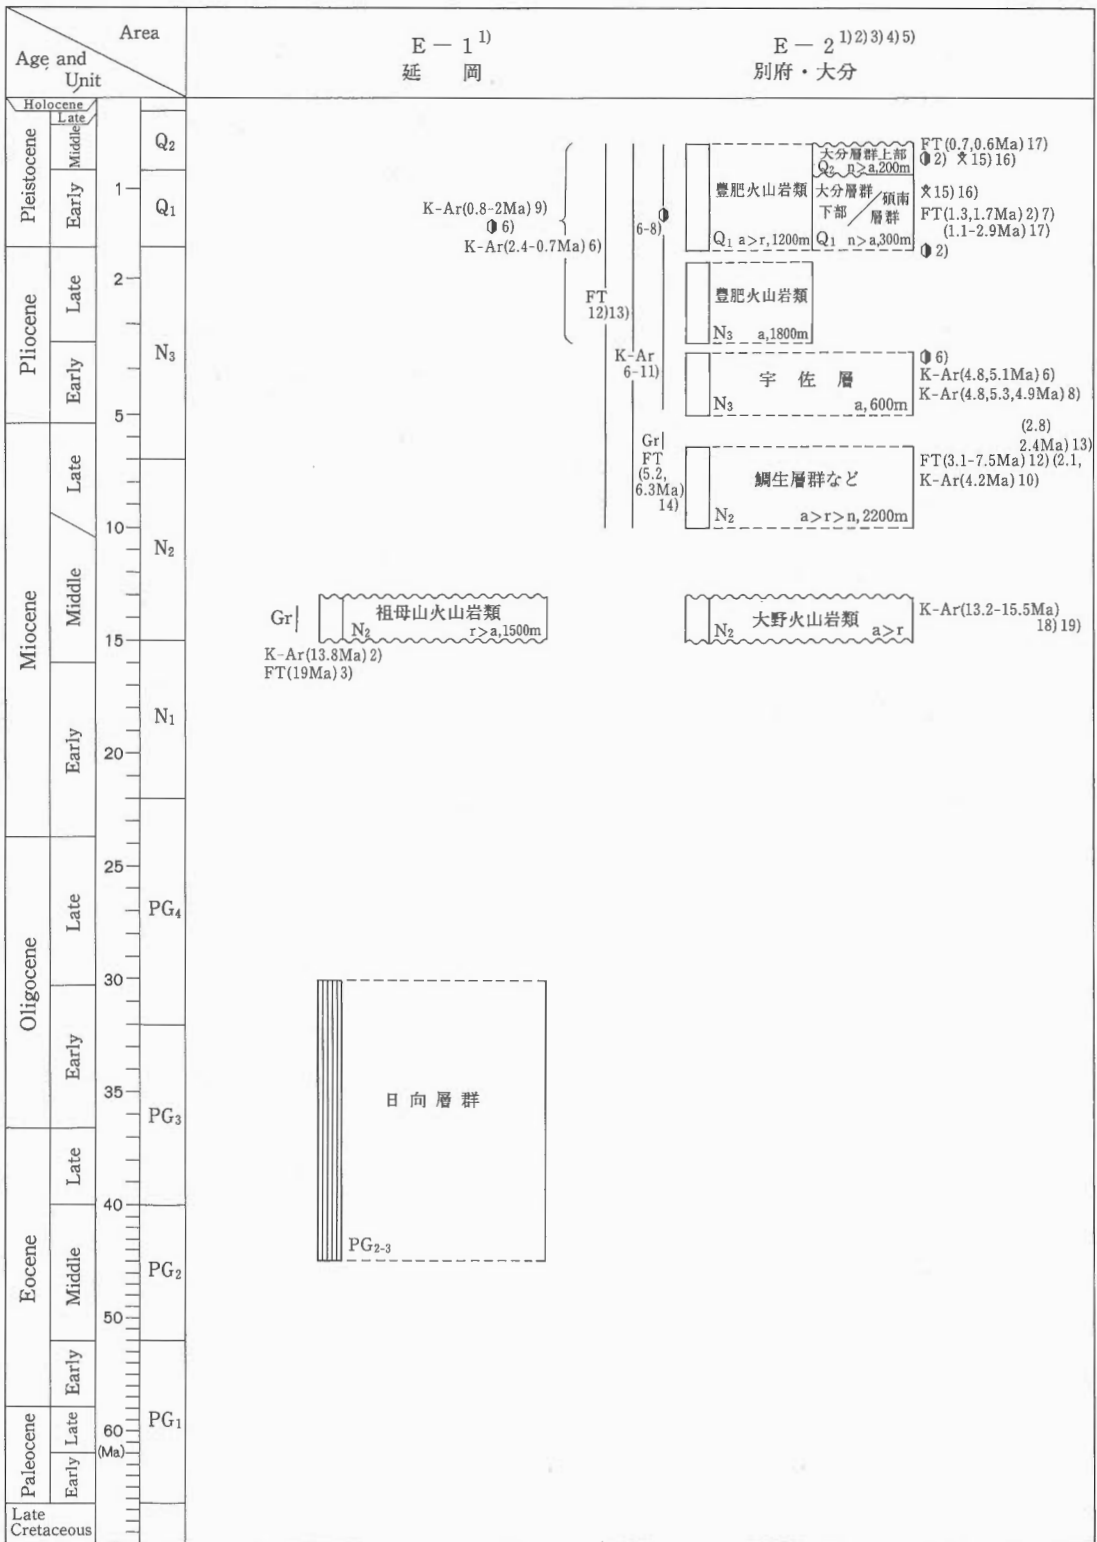 Area
Age and
Unit
E－1 1)
延 岡
E－2 1)2)3)4)5)
別府・大分
Holocene
Late
Pleistocene
Middle
Early
Pliocene
Late
Early
Miocene
Late
Middle
Early
Oligocene
Late
Early
Eocene
Late
Middle
Early
Paleocene
Late
Early
Late
Cretaceous
1
2
5
10
15
20
25
30
35
40
50
60
(Ma)
Q2
Q1
N3
N2
N1
PG4
PG3
PG2
PG1
K-Ar(0.8-2Ma) 9)
6)
K-Ar(2.4-0.7Ma) 6)
Gr
祖母山火山岩類
N2 r>a,1500m
K-Ar(13.8Ma) 2)
FT(19Ma) 3)
日向層群
PG2-3
FT
12)13)
K-Ar
6-11)
6-8)
Gr
FT
(5.2,
6.3Ma)
14)
豊肥火山岩類
Q1 a>r, 1200m
大分層群上部
Q2 n>a,200m
大分層群
下部
碩南
層群
Q1 n>a,300m
FT(0.7,0.6Ma) 17)
2) 15) 16)
15) 16)
FT(1.3,1.7Ma) 2) 7)
(1.1-2.9Ma) 17)
2)
豊肥火山岩類
N3 a,1800m
宇佐層
N3 a,600m
6)
K-Ar(4.8,5.1Ma) 6)
K-Ar(4.8,5.3,4.9Ma) 8)
(2.8)
2.4Ma) 13)
鯛生層群など
N2 a>r>n,2200m
FT(3.1-7.5Ma) 12) (2.1,
K-Ar(4.2Ma) 10)
大野火山岩類
N2 a>r
K-Ar(13.2-15.5Ma)
18) 19)